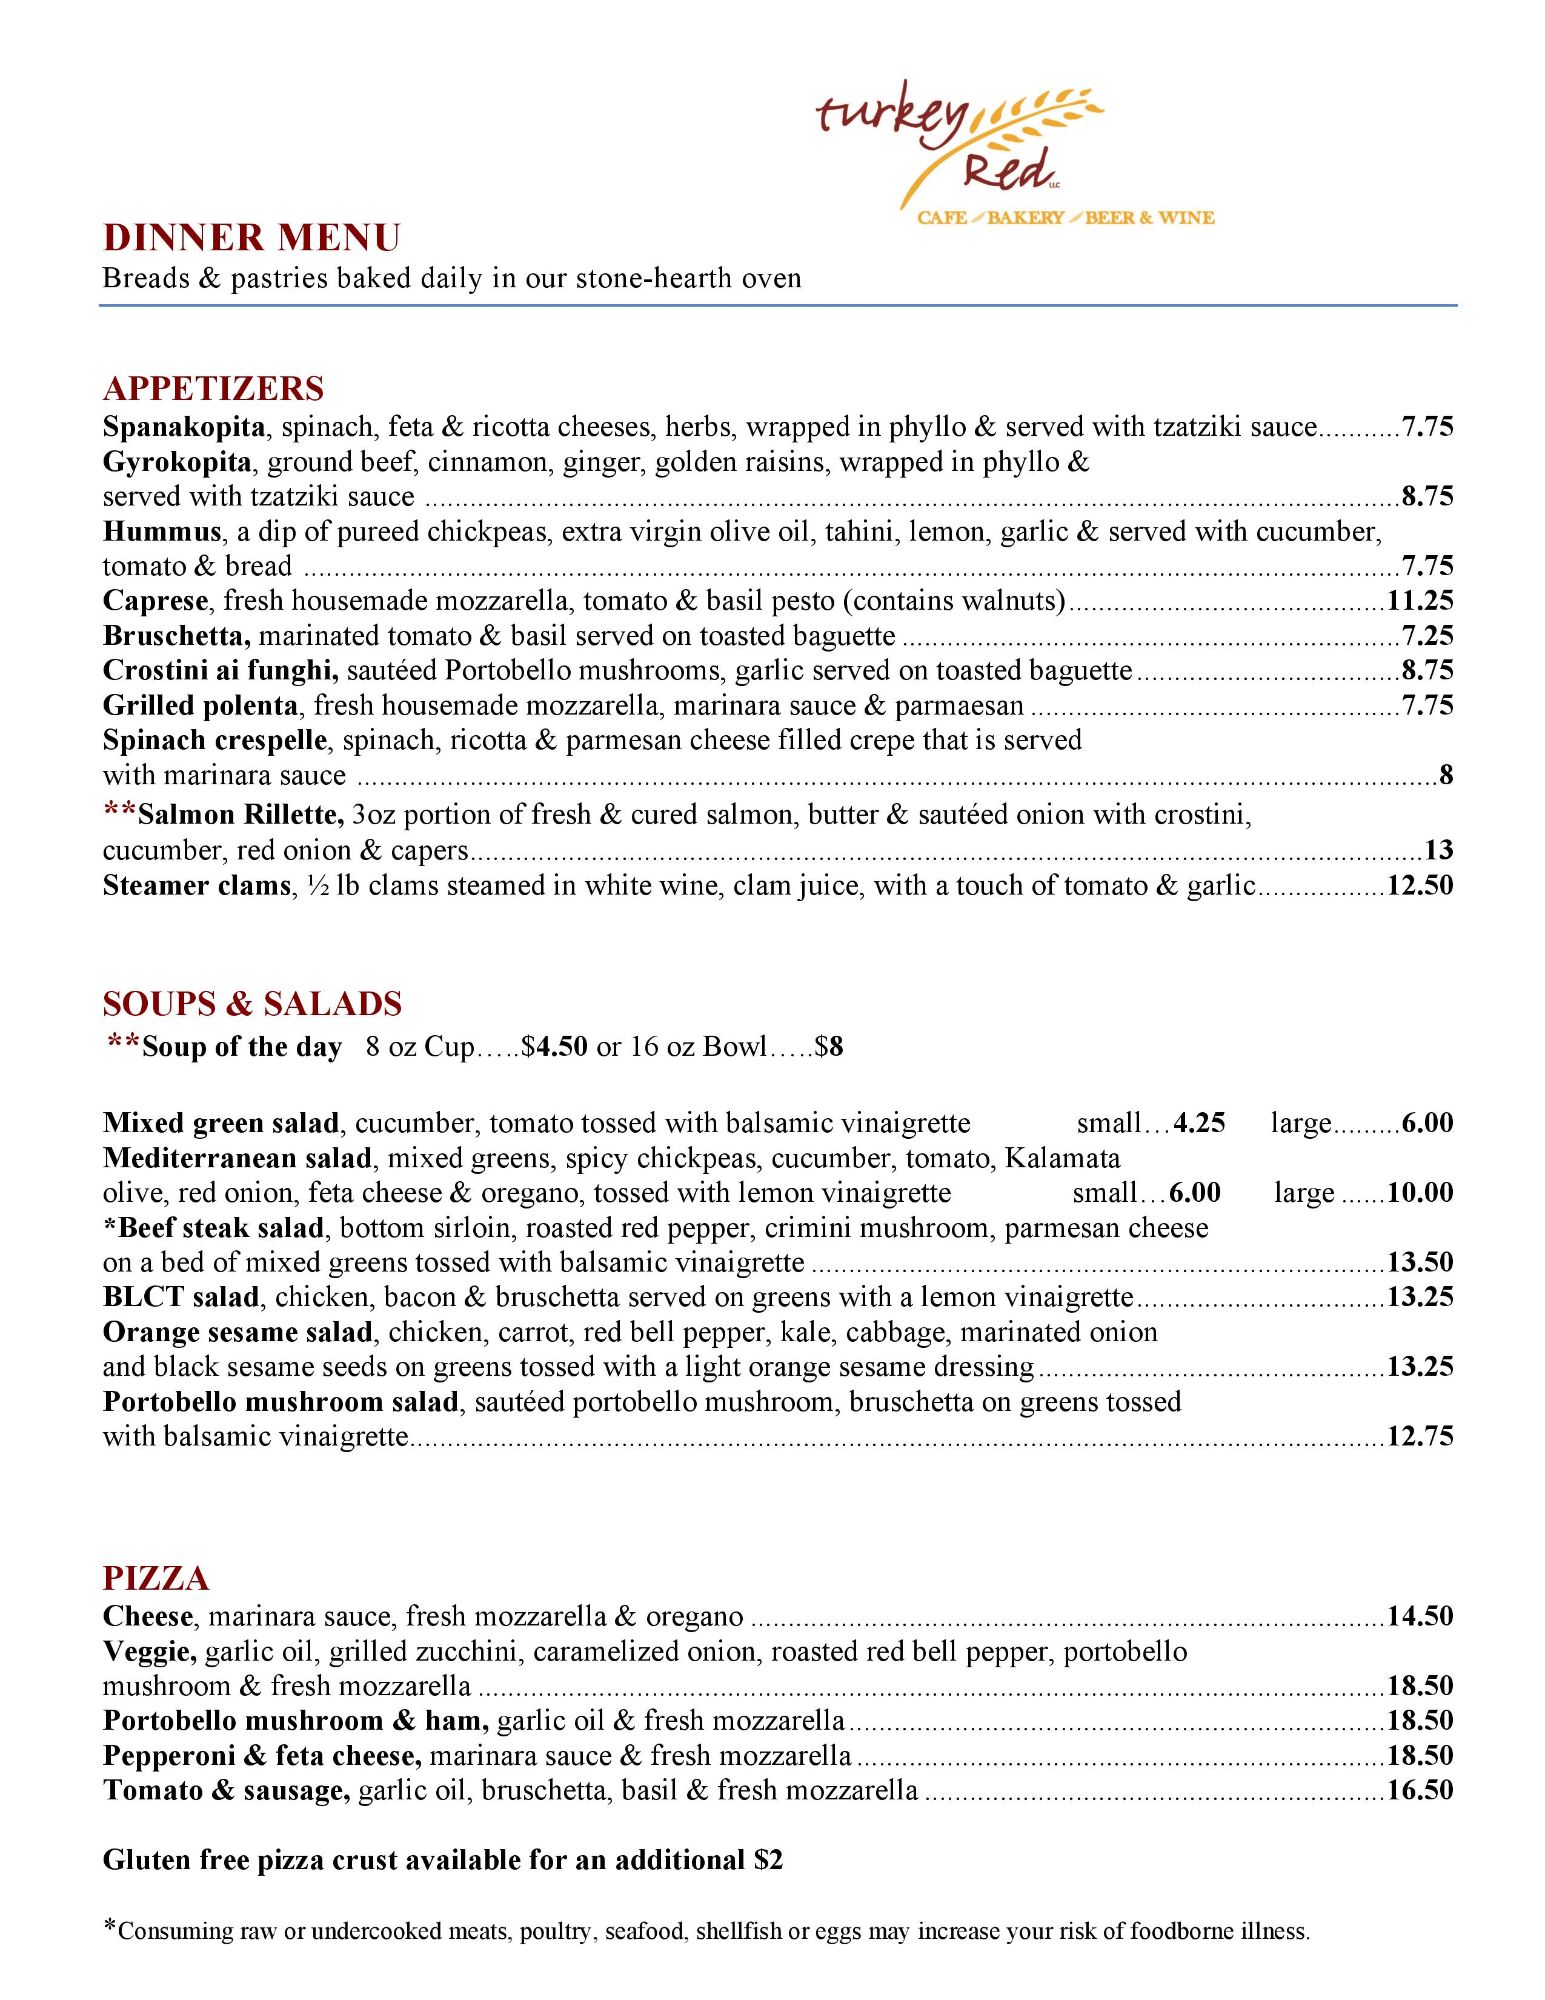 turkey
Red LLC
CAFE / BAKERY / BEER & WINE
DINNER MENU
Breads & pastries baked daily in our stone-hearth oven
APPETIZERS
Spanakopita, spinach, feta & ricotta cheeses, herbs, wrapped in phyllo & served with tzatziki sauce...........7.75
Gyrokopita, ground beef, cinnamon, ginger, golden raisins, wrapped in phyllo &
served with tzatziki sauce ........................................8.75
Hummus, a dip of pureed chickpeas, extra virgin olive oil, tahini, lemon, garlic & served with cucumber,
tomato & bread ........................................7.75
Caprese, fresh housemade mozzarella, tomato & basil pesto (contains walnuts)........................................11.25
Bruschetta, marinated tomato & basil served on toasted baguette ........................................7.25
Crostini ai funghi, sautéed Portobello mushrooms, garlic served on toasted baguette...................................8.75
Grilled polenta, fresh housemade mozzarella, marinara sauce & parmaesan ........................................7.75
Spinach crespelle, spinach, ricotta & parmesan cheese filled crepe that is served
with marinara sauce ........................................8
**Salmon Rillette, 3oz portion of fresh & cured salmon, butter & sautéed onion with crostini,
cucumber, red onion & capers........................................13
Steamer clams, ½ lb clams steamed in white wine, clam juice, with a touch of tomato & garlic.................12.50
SOUPS & SALADS
**Soup of the day 8 oz Cup…..$4.50 or 16 oz Bowl…..$8
Mixed green salad, cucumber, tomato tossed with balsamic vinaigrette small…4.25 large.........6.00
Mediterranean salad, mixed greens, spicy chickpeas, cucumber, tomato, Kalamata
olive, red onion, feta cheese & oregano, tossed with lemon vinaigrette small…6.00 large ......10.00
*Beef steak salad, bottom sirloin, roasted red pepper, crimini mushroom, parmesan cheese
on a bed of mixed greens tossed with balsamic vinaigrette ........................................13.50
BLCT salad, chicken, bacon & bruschetta served on greens with a lemon vinaigrette.................................13.25
Orange sesame salad, chicken, carrot, red bell pepper, kale, cabbage, marinated onion
and black sesame seeds on greens tossed with a light orange sesame dressing........................................13.25
Portobello mushroom salad, sautéed portobello mushroom, bruschetta on greens tossed
with balsamic vinaigrette........................................12.75
PIZZA
Cheese, marinara sauce, fresh mozzarella & oregano ........................................14.50
Veggie, garlic oil, grilled zucchini, caramelized onion, roasted red bell pepper, portobello
mushroom & fresh mozzarella ........................................18.50
Portobello mushroom & ham, garlic oil & fresh mozzarella........................................18.50
Pepperoni & feta cheese, marinara sauce & fresh mozzarella ........................................18.50
Tomato & sausage, garlic oil, bruschetta, basil & fresh mozzarella ........................................16.50
Gluten free pizza crust available for an additional $2
*Consuming raw or undercooked meats, poultry, seafood, shellfish or eggs may increase your risk of foodborne illness.